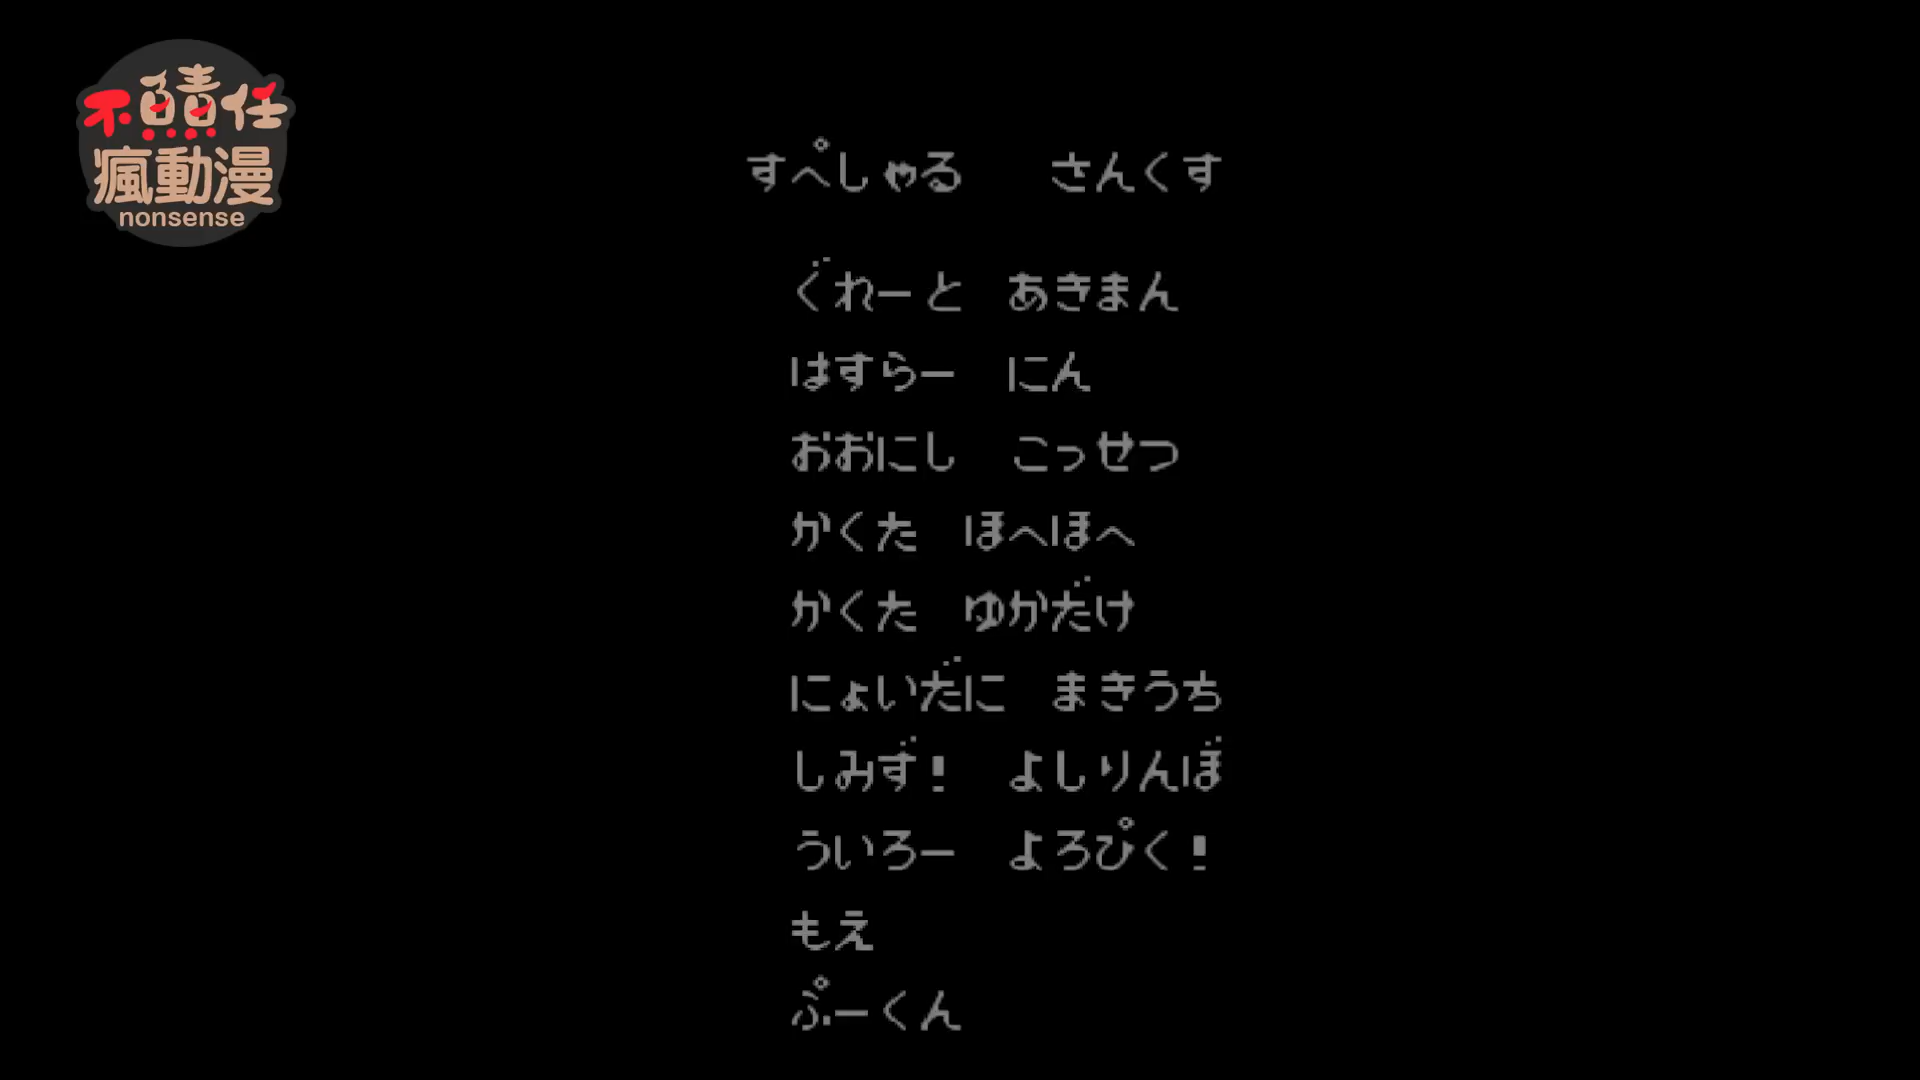 不負責任
瘋動漫
nonsense
すぺしゃる さんくす
ぐれーと あきまん
はすらー にん
おおにし こっせつ
かくた ほへほへ
かくた ゆかだけ
にょいだに まきうち
しみず! よしりんぼ
ういろー よろぴく!
もえ
ぷーくん